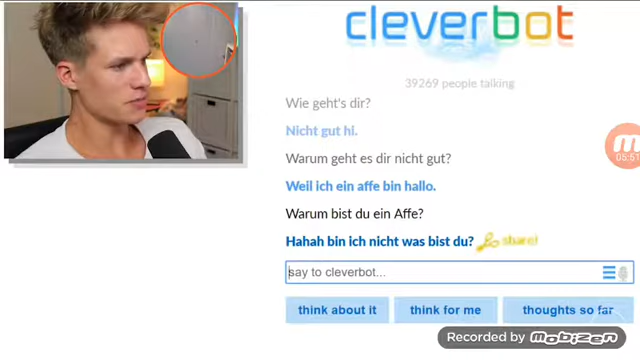 cleverbot
39269 people talking
Wie geht's dir?
Nicht gut hi.
Warum geht es dir nicht gut?
Weil ich ein affe bin hallo.
Warum bist du ein Affe?
Hahah bin ich nicht was bist du? share!
say to cleverbot...
think about it think for me thoughts so far
05:51
Recorded by mobizen